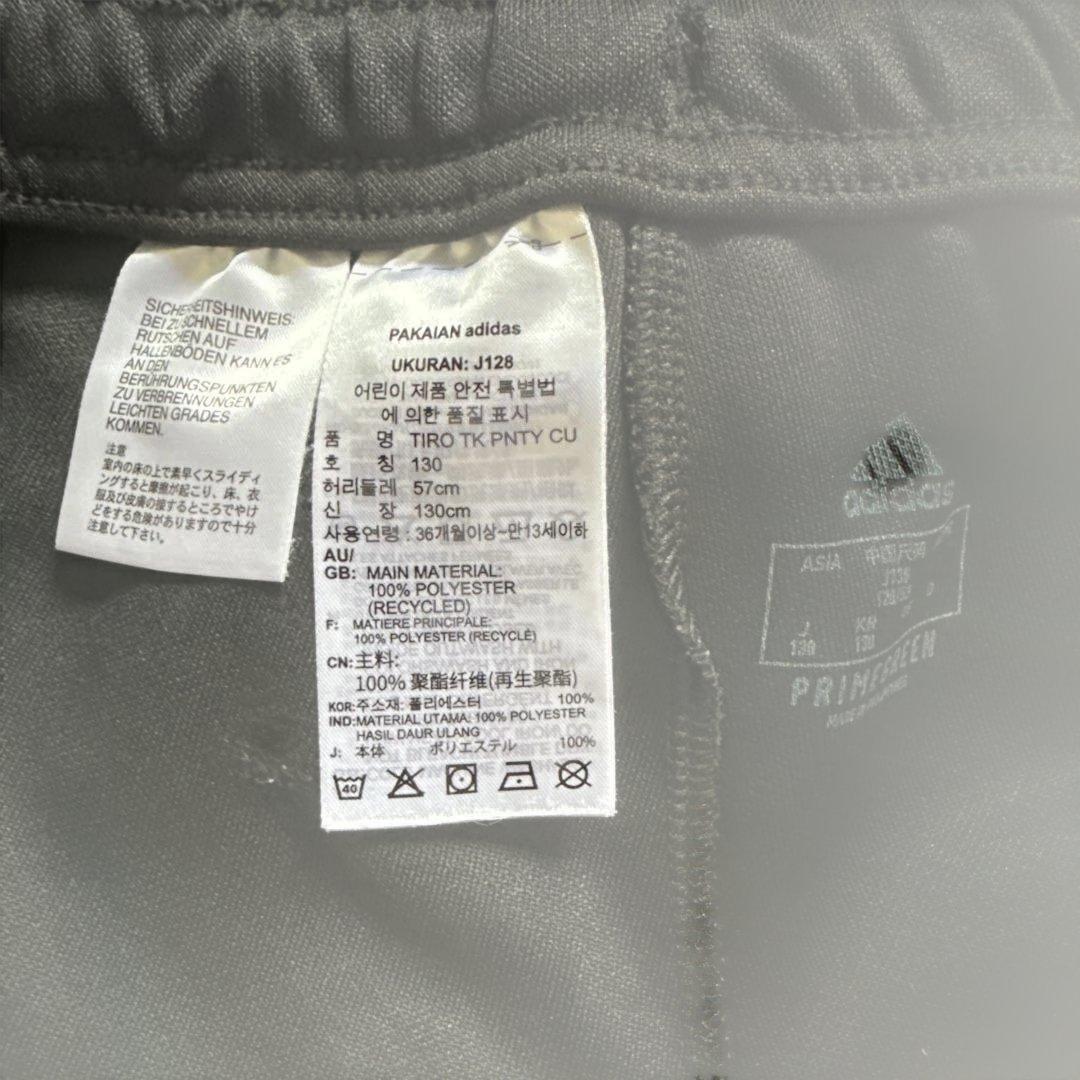 SICHERHEITSHINWEIS:
BEI ZU SCHNELLEM
RUTSCHEN AUF
HALLENBÖDEN KANN ES
AN DEN
BERÜHRUNGSPUNKTEN
ZU VERBRENNUNGEN
LEICHTEN GRADES
KOMMEN.
注意
室内の床の上で素早くスライディ
ングすると摩擦が起こり、床、衣
服及び皮膚の接するところでやけ
どをする危険がありますので十分
注意して下さい。
PAKAIAN adidas
UKURAN: J128
어린이 제품 안전 특별법
에 의한 품질 표시
품 명 TIRO TK PNTY CU
호 칭 130
허리둘레 57cm
신 장 130cm
사용연령 : 36개월이상~만13세이하
AU/
GB: MAIN MATERIAL:
100% POLYESTER
(RECYCLED)
F: MATIERE PRINCIPALE:
100% POLYESTER (RECYCLÉ)
CN: 主料:
100% 聚酯纤维(再生聚酯)
KOR: 주소재: 폴리에스터 100%
IND: MATERIAL UTAMA: 100% POLYESTER
HASIL DAUR ULANG
J: 本体 ポリエステル 100%
40
adidas
ASIA 中国尺码
J KR
130 130
PRIMEGREEN